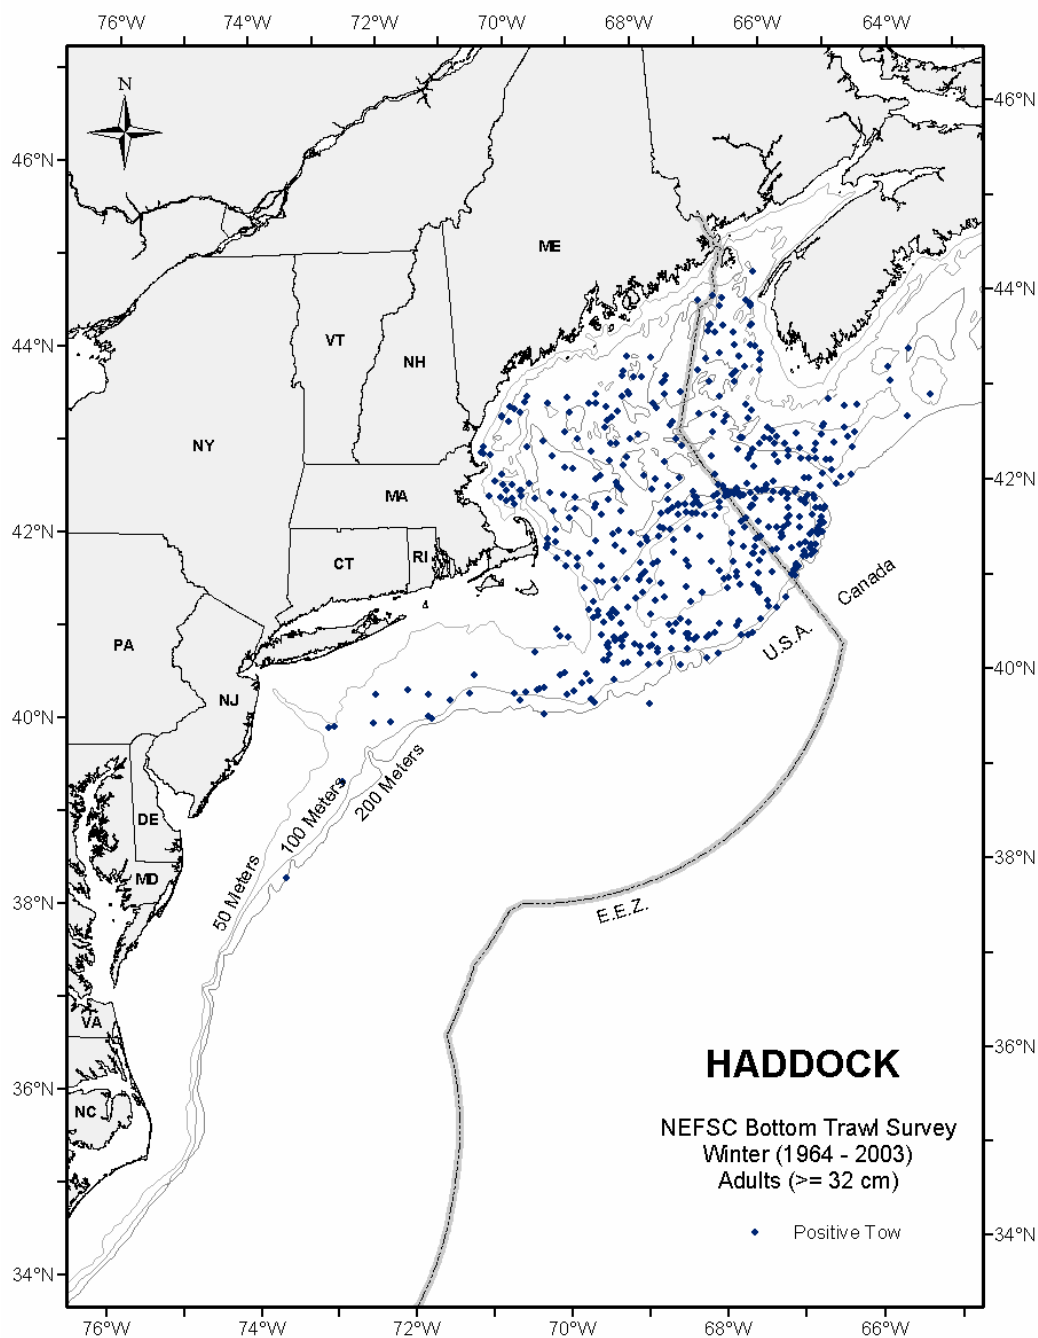 76°W 74°W 72°W 70°W 68°W 66°W 64°W
N
46°N
46°N
ME
44°N
44°N
VT
NH
NY
MA
42°N
42°N
CT
RI
Canada
U.S.A.
PA
40°N
NJ
40°N
200 Meters
100 Meters
DE
50 Meters
MD
38°N
38°N
E.E.Z.
VA
36°N
36°N
NC
HADDOCK
NEFSC Bottom Trawl Survey
Winter (1964 - 2003)
Adults (>= 32 cm)
Positive Tow
34°N
34°N
76°W 74°W 72°W 70°W 68°W 66°W